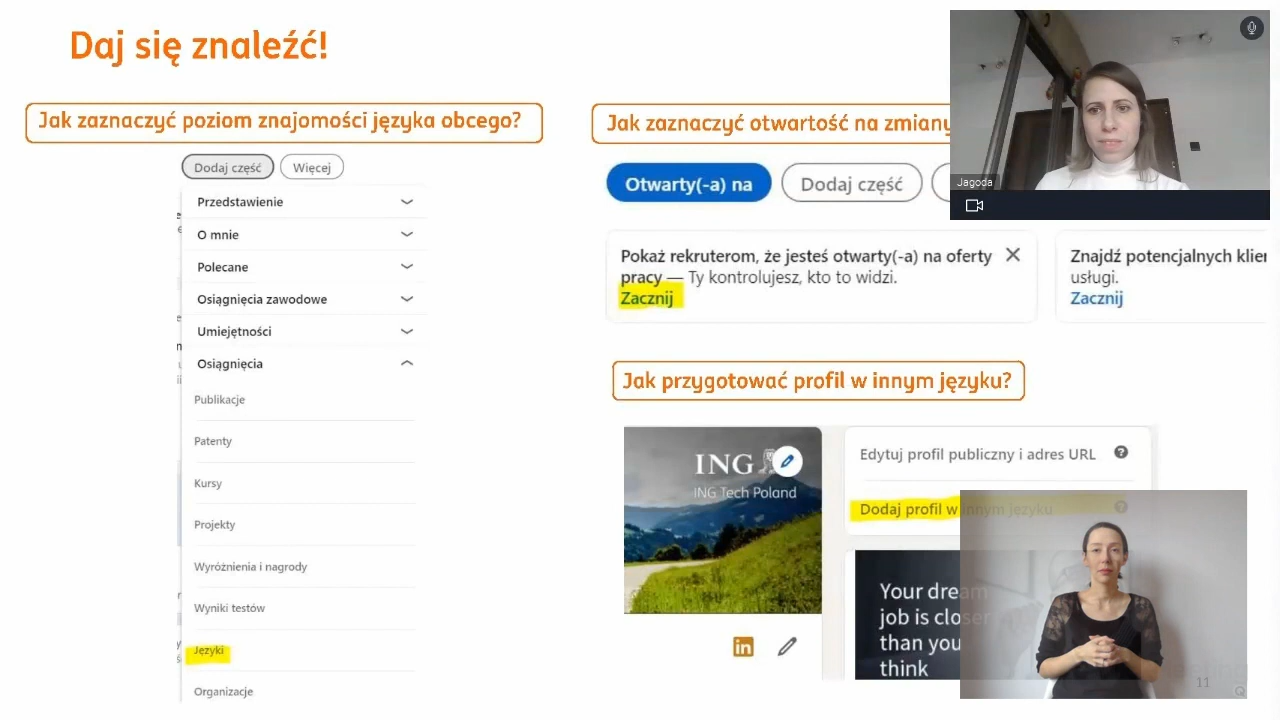 Daj się znaleźć!
Jak zaznaczyć poziom znajomości języka obcego?
Dodaj część
Więcej
Przedstawienie
O mnie
Polecane
Osiągnięcia zawodowe
Umiejętności
Osiągnięcia
Publikacje
Patenty
Kursy
Projekty
Wyróżnienia i nagrody
Wyniki testów
Języki
Organizacje
Jak zaznaczyć otwartość na zmiany
Otwarty(-a) na
Dodaj część
Pokaż rekruterom, że jesteś otwarty(-a) na oferty
pracy — Ty kontrolujesz, kto to widzi.
Zacznij
Znajdź potencjalnych klien
usługi.
Zacznij
Jagoda
Jak przygotować profil w innym języku?
ING
ING Tech Poland
in
Edytuj profil publiczny i adres URL
Dodaj profil w innym języku
Your dream
job is closer
than you
think
11